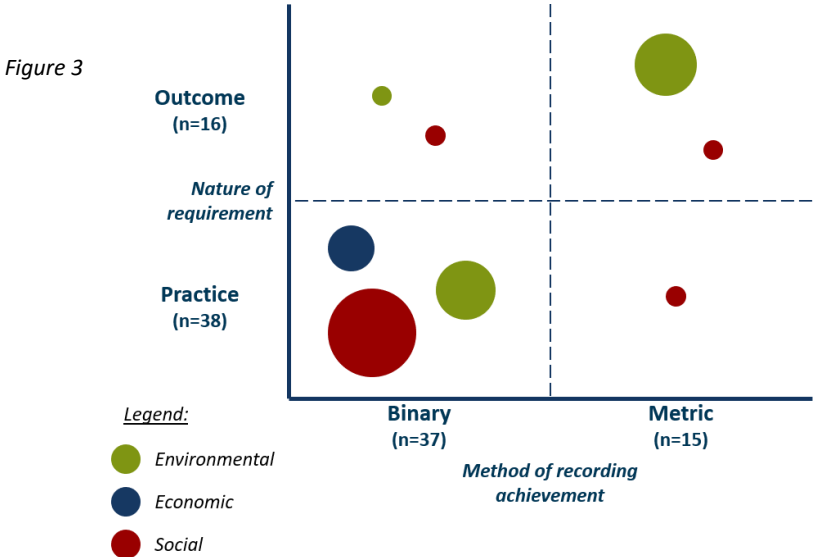 Figure 3
Outcome
(n=16)
Nature of
requirement
Practice
(n=38)
Binary
(n=37)
Metric
(n=15)
Method of recording
achievement
Legend:
Environmental
Economic
Social